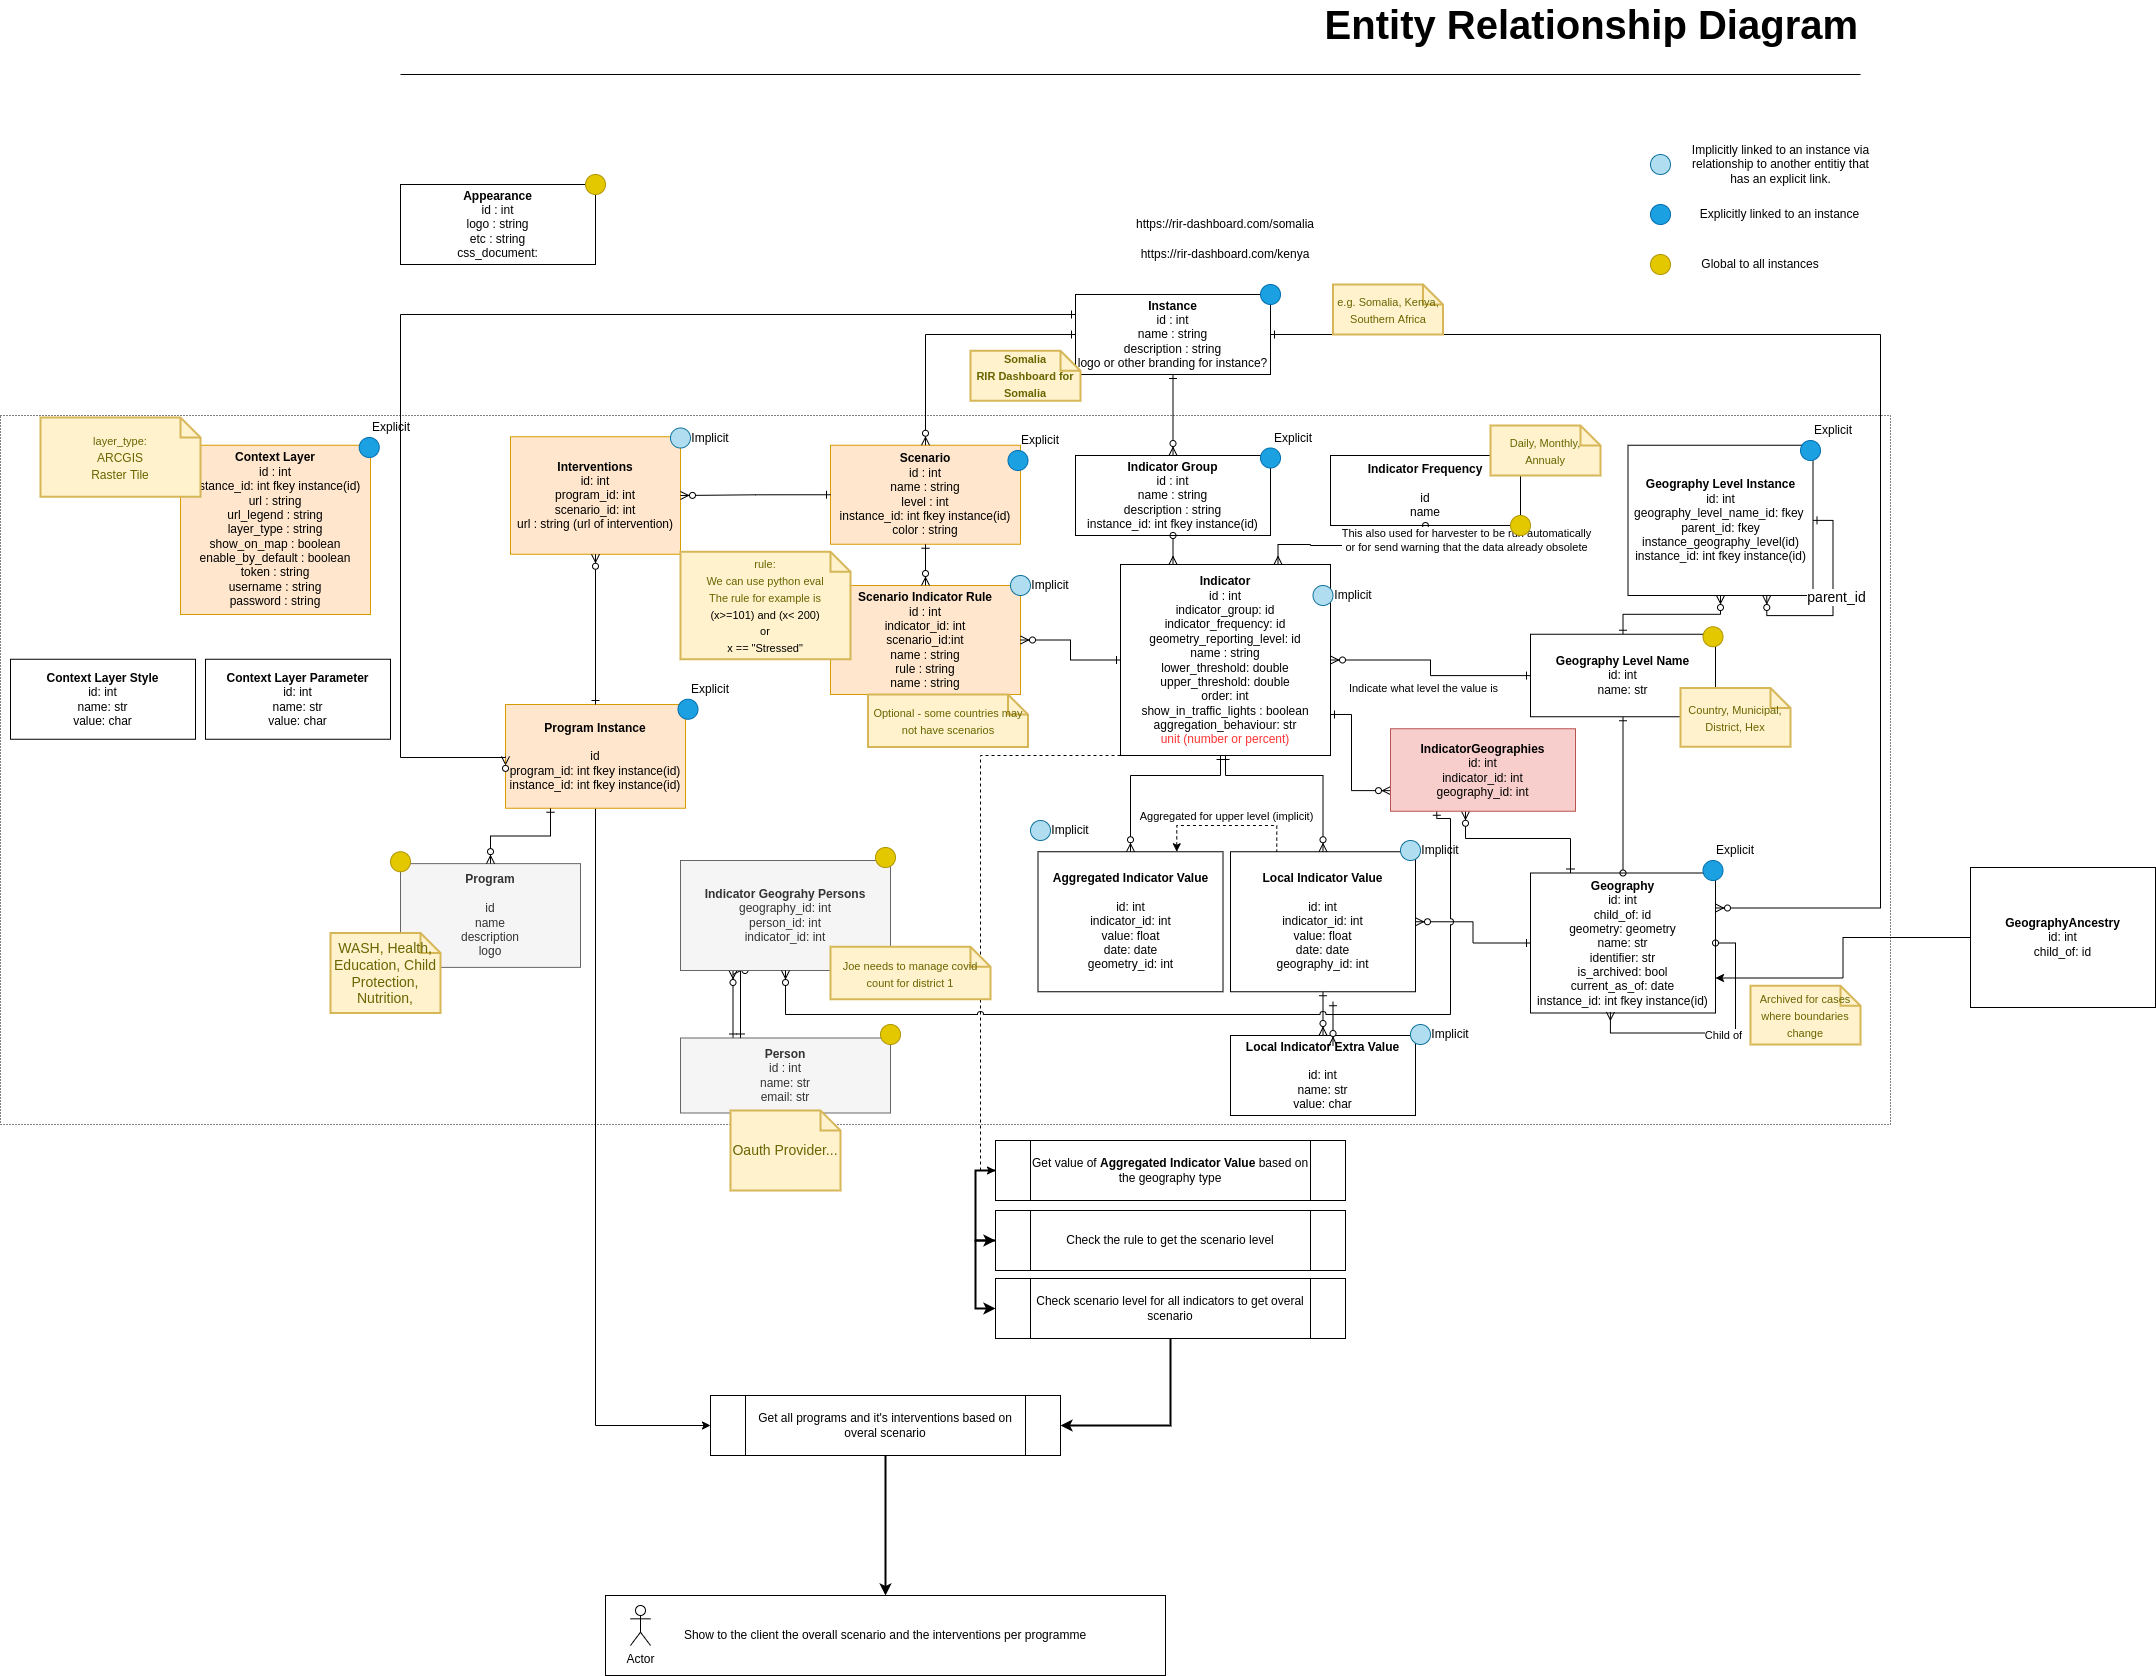 Entity Relationship Diagram
Implicitly linked to an instance via
relationship to another entitiy that
has an explicit link.
Explicitly linked to an instance
Global to all instances
Appearance
id : int
logo : string
etc : string
css_document:
https://rir-dashboard.com/somalia
https://rir-dashboard.com/kenya
Instance
id : int
name : string
description : string
logo or other branding for instance?
e.g. Somalia, Kenya,
Southern Africa
Somalia
RIR Dashboard for
Somalia
layer_type:
ARCGIS
Raster Tile
Explicit
Context Layer
id : int
stance_id: int fkey instance(id)
url : string
url_legend : string
layer_type : string
show_on_map : boolean
enable_by_default : boolean
token : string
username : string
password : string
Implicit
Interventions
id: int
program_id: int
scenario_id: int
url : string (url of intervention)
Explicit
Scenario
id : int
name : string
level : int
instance_id: int fkey instance(id)
color : string
Explicit
Indicator Group
id : int
name : string
description : string
instance_id: int fkey instance(id)
Indicator Frequency
id
name
Daily, Monthly,
Annualy
This also used for harvester to be run automatically
or for send warning that the data already obsolete
Explicit
Geography Level Instance
id: int
geography_level_name_id: fkey
parent_id: fkey
instance_geography_level(id)
instance_id: int fkey instance(id)
parent_id
rule:
We can use python eval
The rule for example is
(x>=101) and (x< 200)
or
x == "Stressed"
Implicit
Scenario Indicator Rule
id : int
indicator_id: int
scenario_id:int
name : string
rule : string
name : string
Optional - some countries may
not have scenarios
Implicit
Indicator
id : int
indicator_group: id
indicator_frequency: id
geometry_reporting_level: id
name : string
lower_threshold: double
upper_threshold: double
order: int
show_in_traffic_lights : boolean
aggregation_behaviour: str
unit (number or percent)
Geography Level Name
id: int
name: str
Indicate what level the value is
Country, Municipal,
District, Hex
Context Layer Style
id: int
name: str
value: char
Context Layer Parameter
id: int
name: str
value: char
Explicit
Program Instance
id
program_id: int fkey instance(id)
instance_id: int fkey instance(id)
IndicatorGeographies
id: int
indicator_id: int
geography_id: int
Aggregated for upper level (implicit)
Implicit
Aggregated Indicator Value
id: int
indicator_id: int
value: float
date: date
geometry_id: int
Implicit
Local Indicator Value
id: int
indicator_id: int
value: float
date: date
geography_id: int
Explicit
Geography
id: int
child_of: id
geometry: geometry
name: str
identifier: str
is_archived: bool
current_as_of: date
instance_id: int fkey instance(id)
Child of
Archived for cases
where boundaries
change
GeographyAncestry
id: int
child_of: id
Program
id
name
description
logo
WASH, Health,
Education, Child
Protection,
Nutrition,
Indicator Geograhy Persons
geography_id: int
person_id: int
indicator_id: int
Joe needs to manage covid
count for district 1
Person
id : int
name: str
email: str
Oauth Provider...
Implicit
Local Indicator Extra Value
id: int
name: str
value: char
Get value of Aggregated Indicator Value based on
the geography type
Check the rule to get the scenario level
Check scenario level for all indicators to get overal
scenario
Get all programs and it's interventions based on
overal scenario
Actor
Show to the client the overall scenario and the interventions per programme